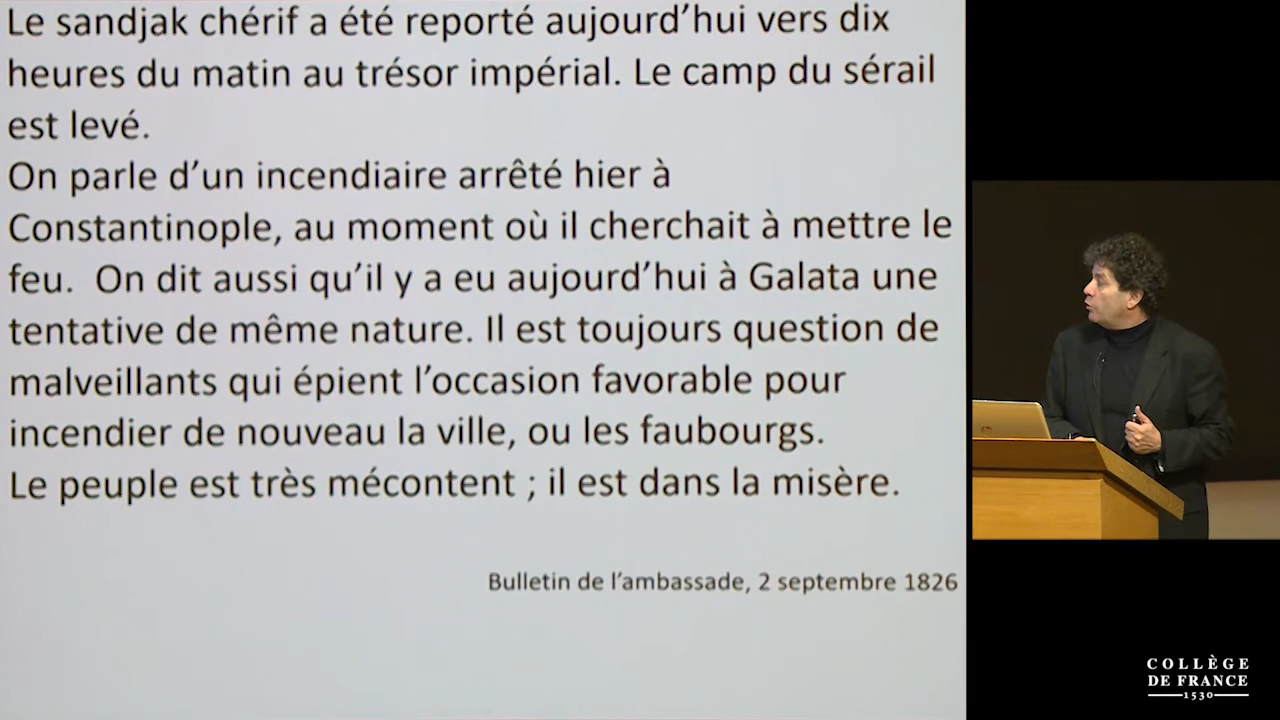 Le sandjak chérif a été reporté aujourd’hui vers dix
heures du matin au trésor impérial. Le camp du sérail
est levé.
On parle d’un incendiaire arrêté hier à
Constantinople, au moment où il cherchait à mettre le
feu.  On dit aussi qu’il y a eu aujourd’hui à Galata une
tentative de même nature. Il est toujours question de
malveillants qui épient l’occasion favorable pour
incendier de nouveau la ville, ou les faubourgs.
Le peuple est très mécontent ; il est dans la misère.
Bulletin de l’ambassade, 2 septembre 1826
COLLÈGE
DE FRANCE
1530